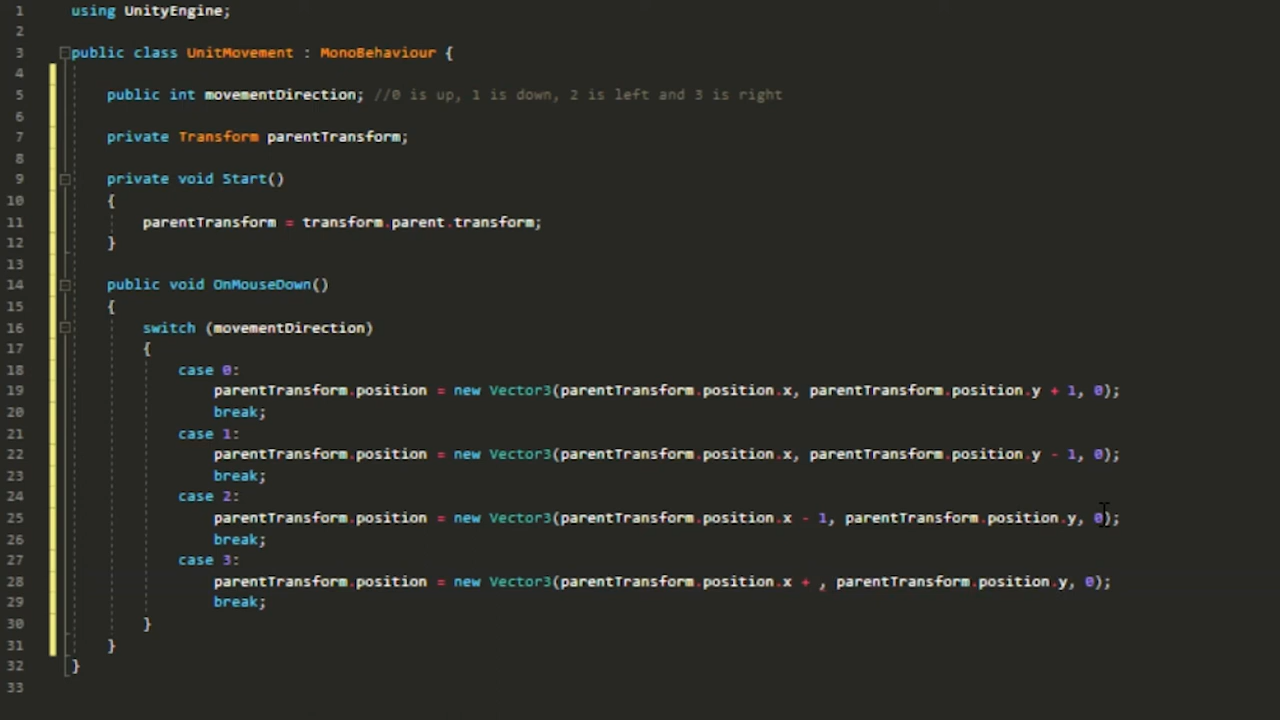 1 using UnityEngine;
2
3 public class UnitMovement : MonoBehaviour {
4
5 public int movementDirection; //0 is up, 1 is down, 2 is left and 3 is right
6
7 private Transform parentTransform;
8
9 private void Start()
10 {
11 parentTransform = transform.parent.transform;
12 }
13
14 public void OnMouseDown()
15 {
16 switch (movementDirection)
17 {
18 case 0:
19 parentTransform.position = new Vector3(parentTransform.position.x, parentTransform.position.y + 1, 0);
20 break;
21 case 1:
22 parentTransform.position = new Vector3(parentTransform.position.x, parentTransform.position.y - 1, 0);
23 break;
24 case 2:
25 parentTransform.position = new Vector3(parentTransform.position.x - 1, parentTransform.position.y, 0);
26 break;
27 case 3:
28 parentTransform.position = new Vector3(parentTransform.position.x + , parentTransform.position.y, 0);
29 break;
30 }
31 }
32 }
33